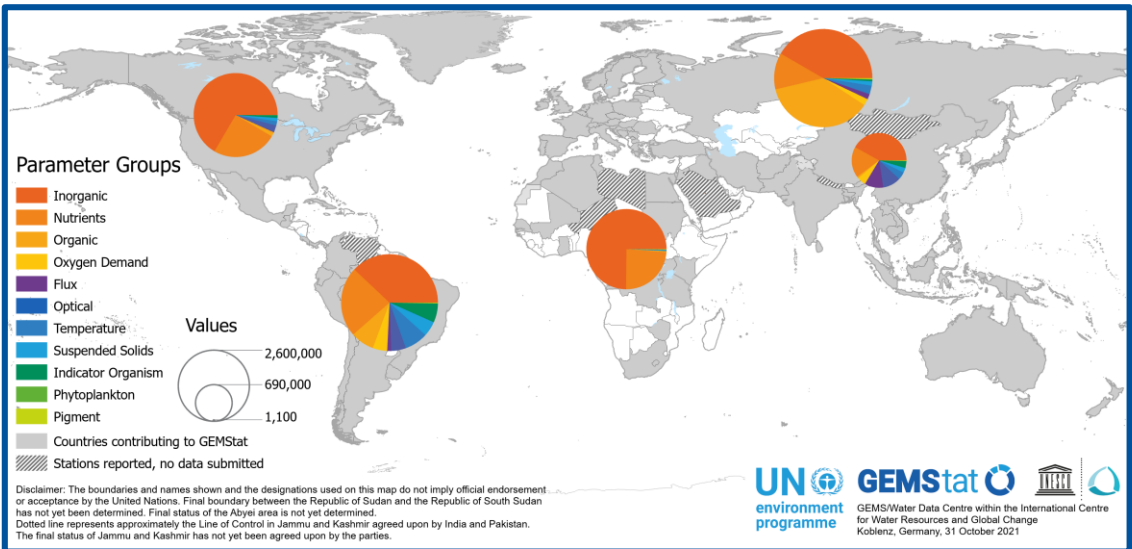 Parameter Groups
Inorganic
Nutrients
Organic
Oxygen Demand
Flux
Optical
Temperature
Suspended Solids
Indicator Organism
Phytoplankton
Pigment
Countries contributing to GEMStat
Stations reported, no data submitted
Values
2,600,000
690,000
1,100
Disclaimer: The boundaries and names shown and the designations used on this map do not imply official endorsement
or acceptance by the United Nations. Final boundary between the Republic of Sudan and the Republic of South Sudan
has not yet been determined. Final status of the Abyei area is not yet determined.
Dotted line represents approximately the Line of Control in Jammu and Kashmir agreed upon by India and Pakistan.
The final status of Jammu and Kashmir has not yet been agreed upon by the parties.
UN
environment
programme
GEMStat
UNESCO
GEMS/Water Data Centre within the International Centre
for Water Resources and Global Change
Koblenz, Germany, 31 October 2021